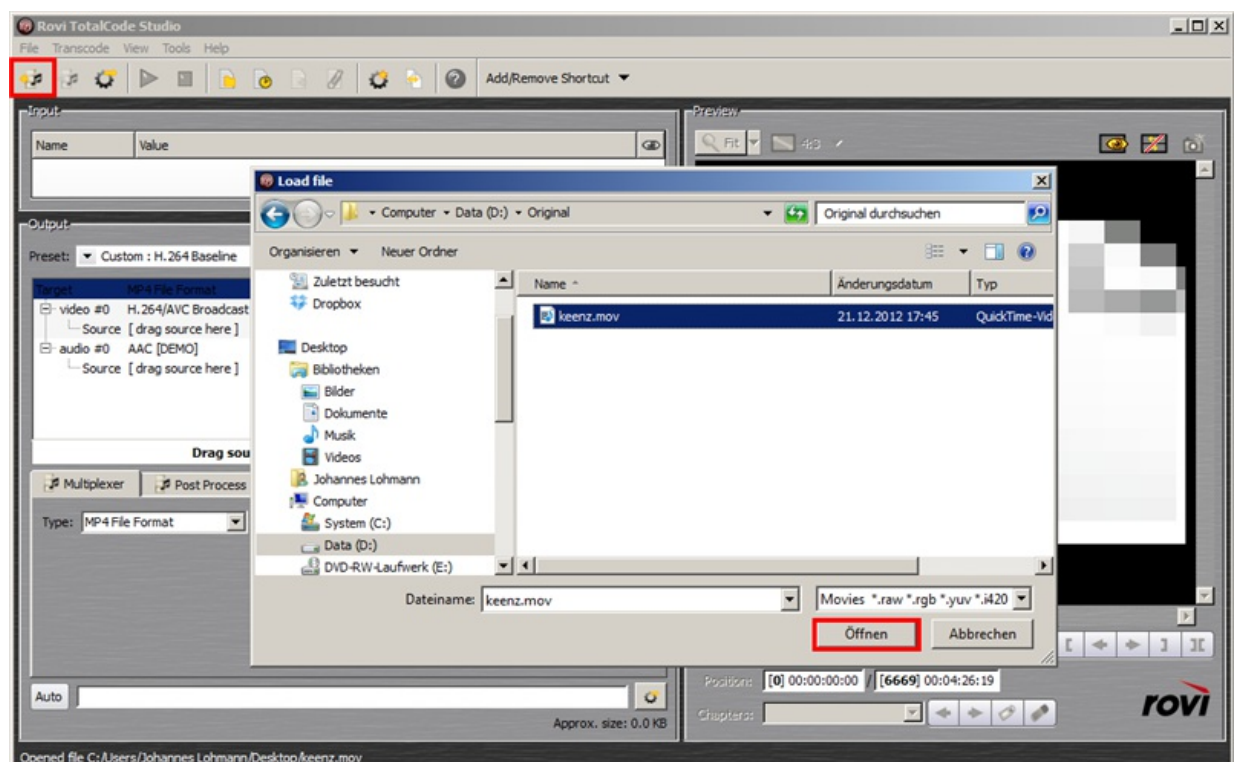 Rovi TotalCode Studio
File Transcode View Tools Help
Add/Remove Shortcut
Input
Name Value
Preview
Fit 4:3
Load file
Computer Data (D:) Original
Original durchsuchen
Organisieren Neuer Ordner
Output
Preset: Custom : H.264 Baseline
Target MP4 File Format
video #0 H.264/AVC Broadcast
Source [ drag source here ]
audio #0 AAC [DEMO]
Source [ drag source here ]
Drag sou
Zuletzt besucht
Dropbox
Desktop
Bibliotheken
Bilder
Dokumente
Musik
Videos
Johannes Lohmann
Computer
System (C:)
Data (D:)
DVD-RW-Laufwerk (E:)
Name Änderungsdatum Typ
keenz.mov 21.12.2012 17:45 QuickTime-Vid
Dateiname: keenz.mov Movies *.raw *.rgb *.yuv *.i420
Öffnen Abbrechen
Multiplexer Post Process
Type: MP4 File Format
Auto
Approx. size: 0.0 KB
Position: [0] 00:00:00:00 / [6669] 00:04:26:19
Chapters:
rovi
Opened file C:/Users/Johannes Lohmann/Desktop/keenz.mov